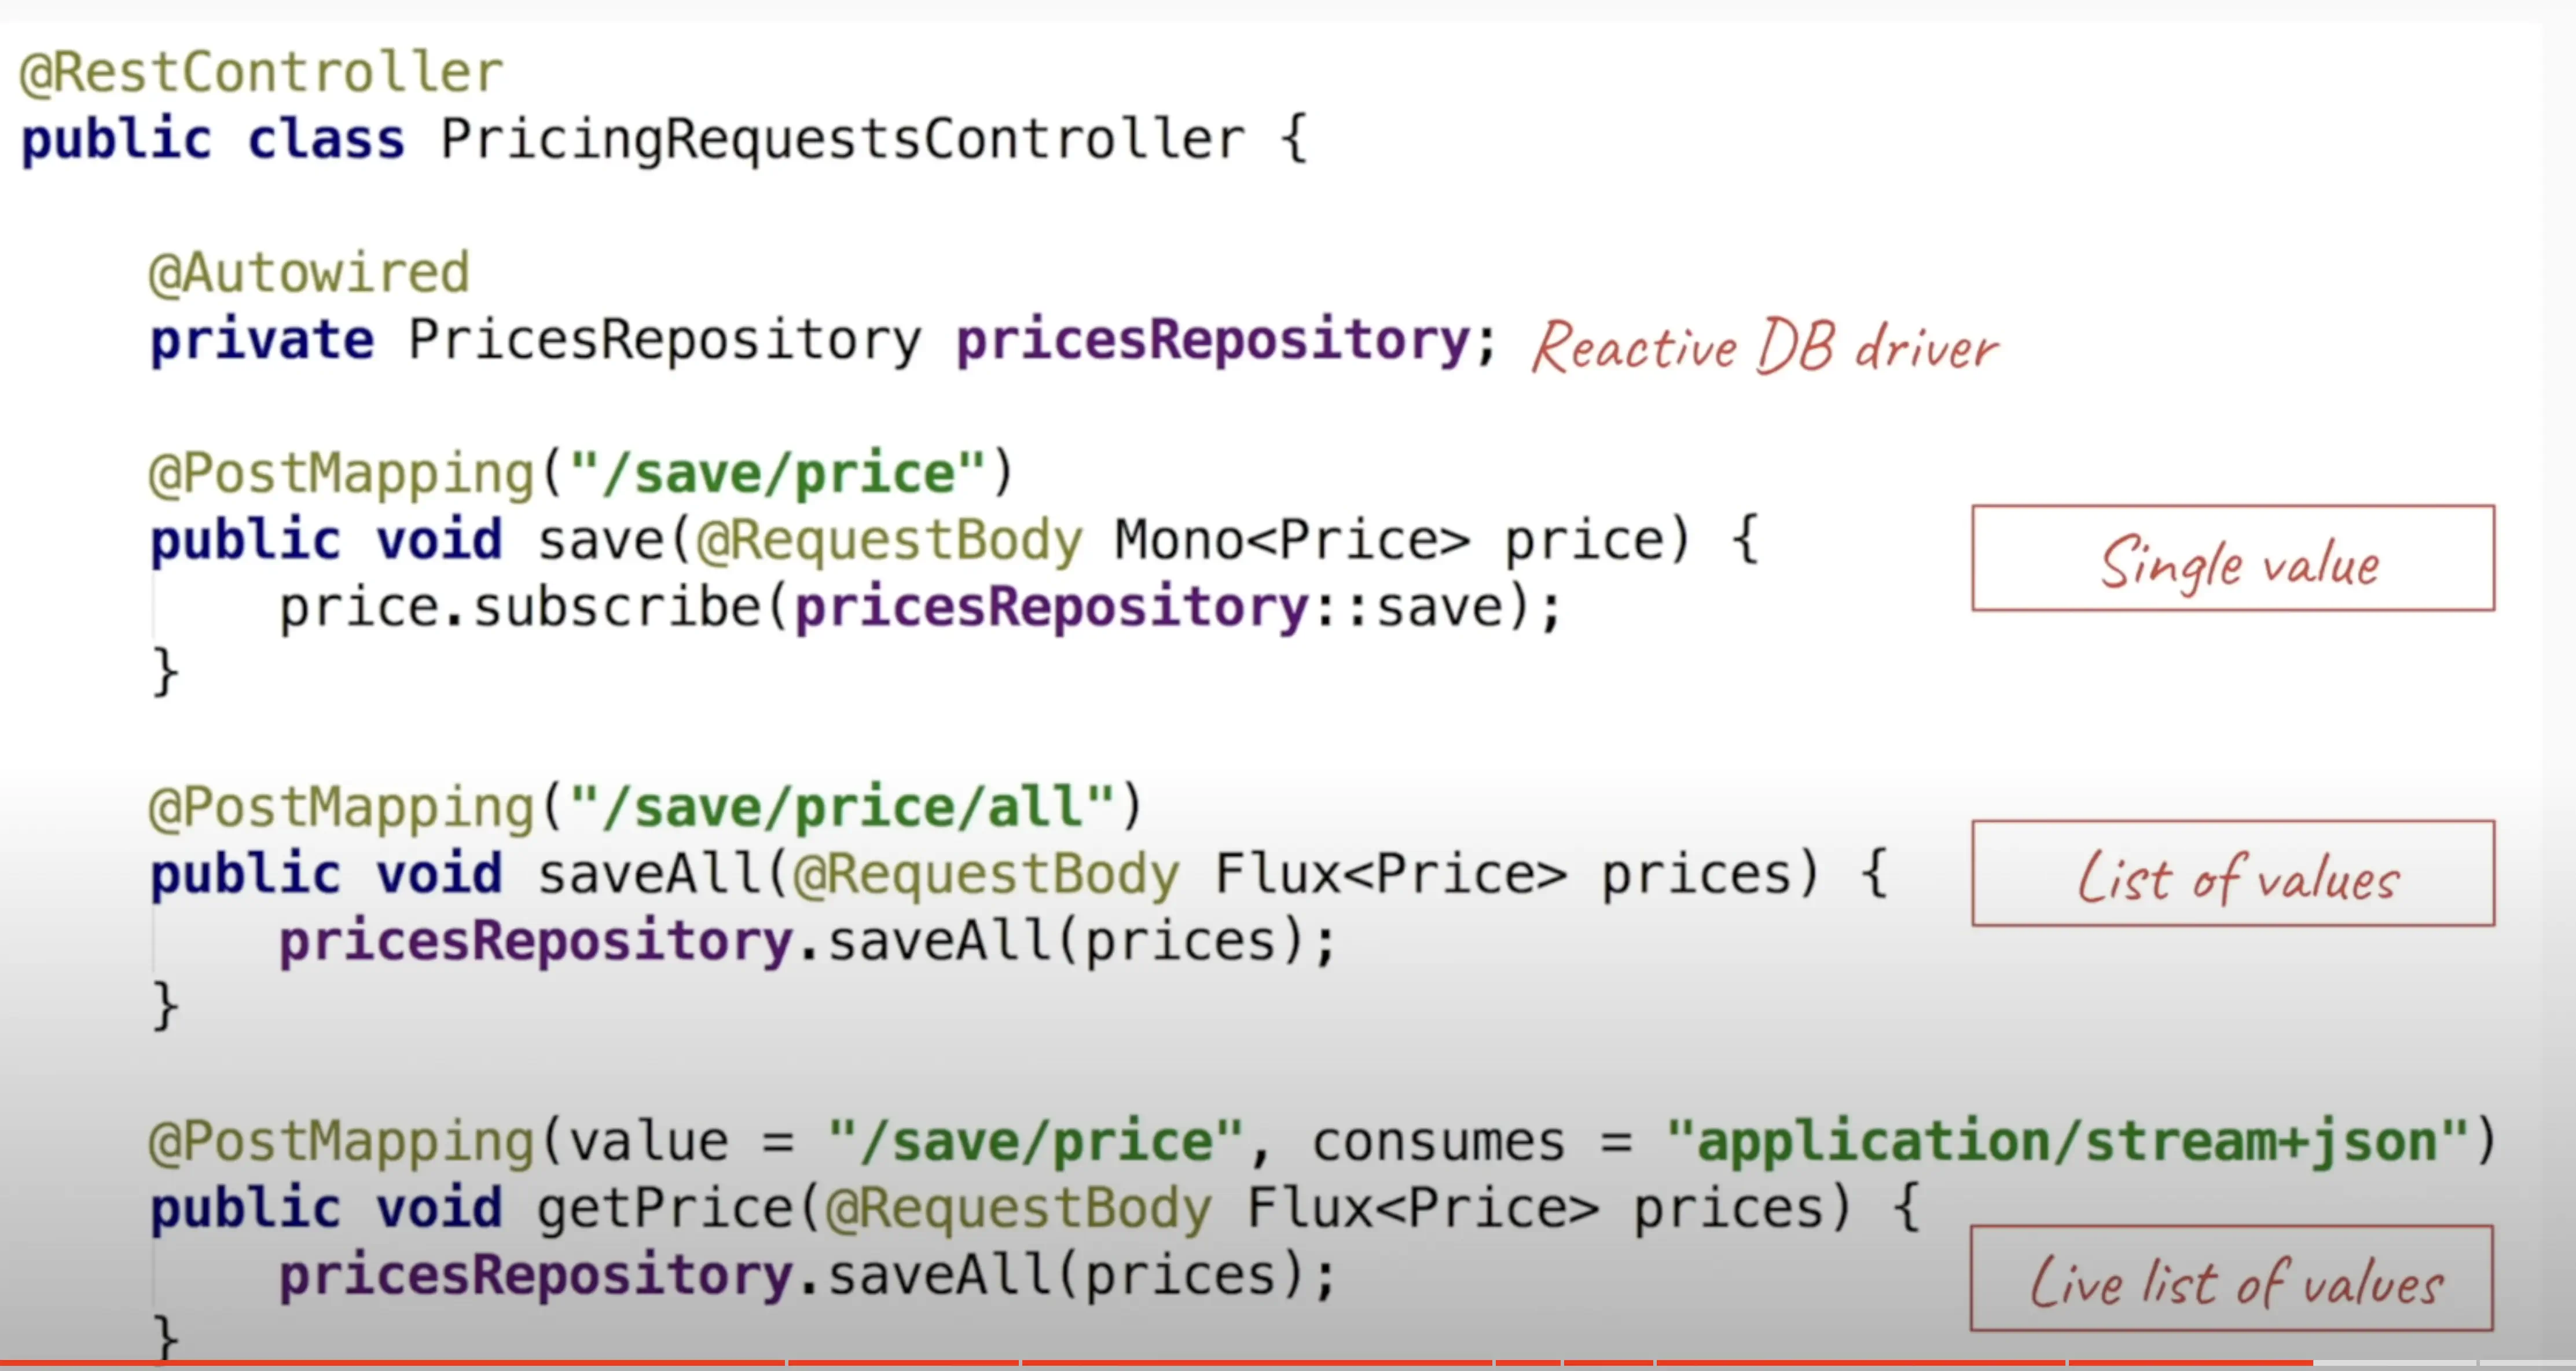 @RestController
public class PricingRequestsController {
@Autowired
private PricesRepository pricesRepository; Reactive DB driver
@PostMapping("/save/price")
public void save(@RequestBody Mono<Price> price) {
Single value
price.subscribe(pricesRepository::save);
}
@PostMapping("/save/price/all")
public void saveAll(@RequestBody Flux<Price> prices) {
List of values
pricesRepository.saveAll(prices);
}
@PostMapping(value = "/save/price", consumes = "application/stream+json")
public void getPrice(@RequestBody Flux<Price> prices) {
pricesRepository.saveAll(prices);
Live list of values
}